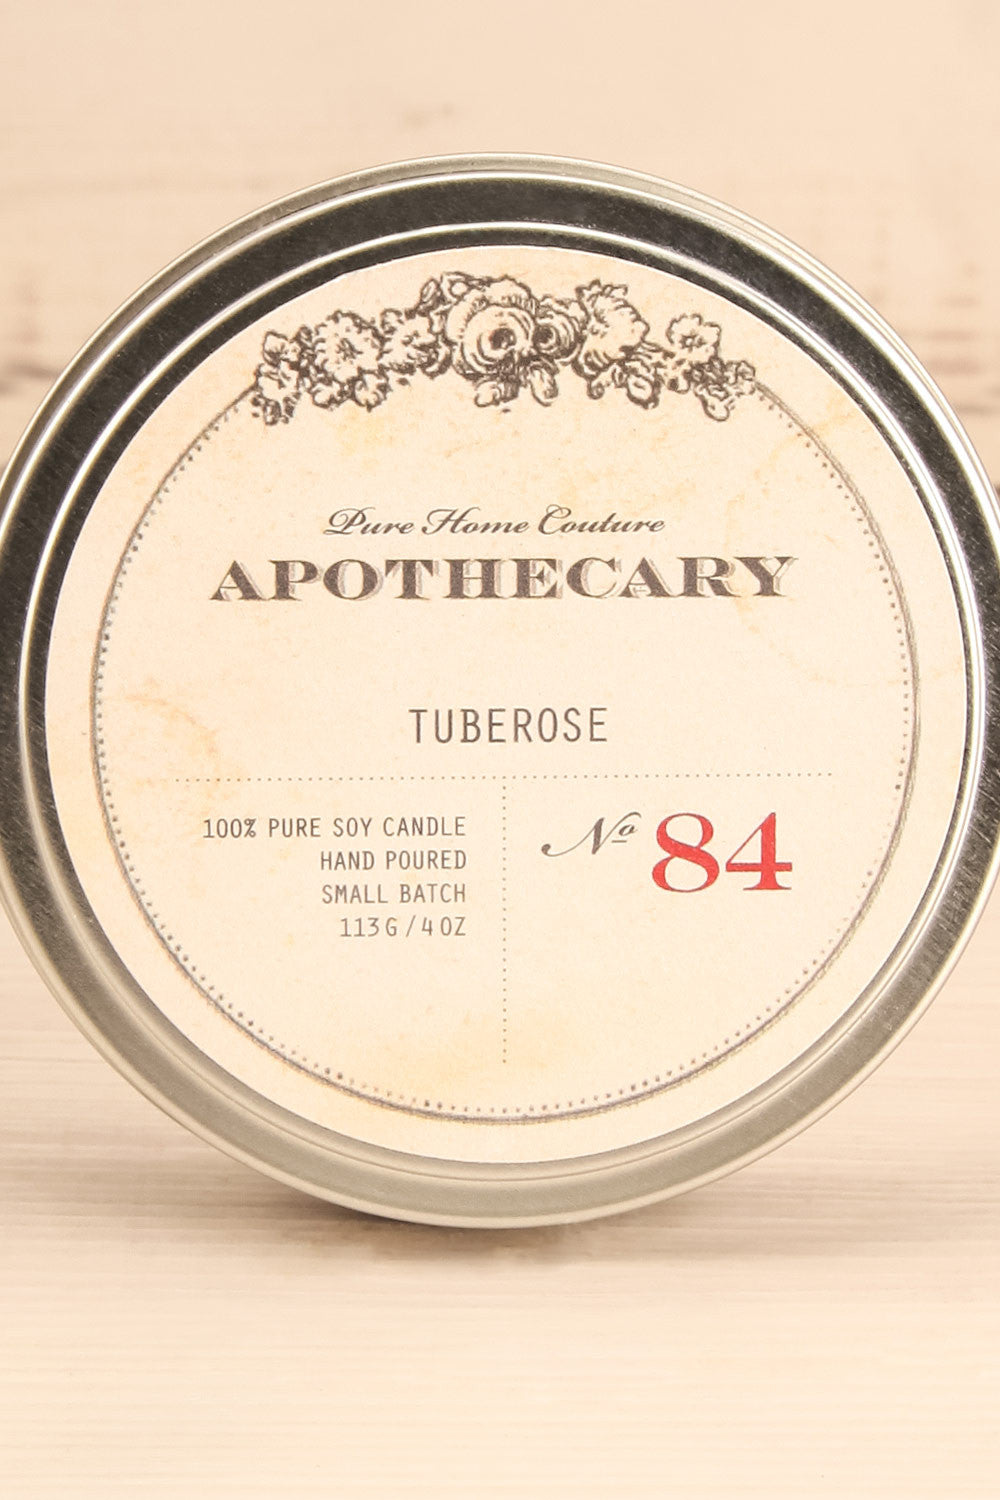 Pure Home Couture
APOTHECARY
TUBEROSE
100% PURE SOY CANDLE
HAND POURED
SMALL BATCH
113G/4OZ
No 84